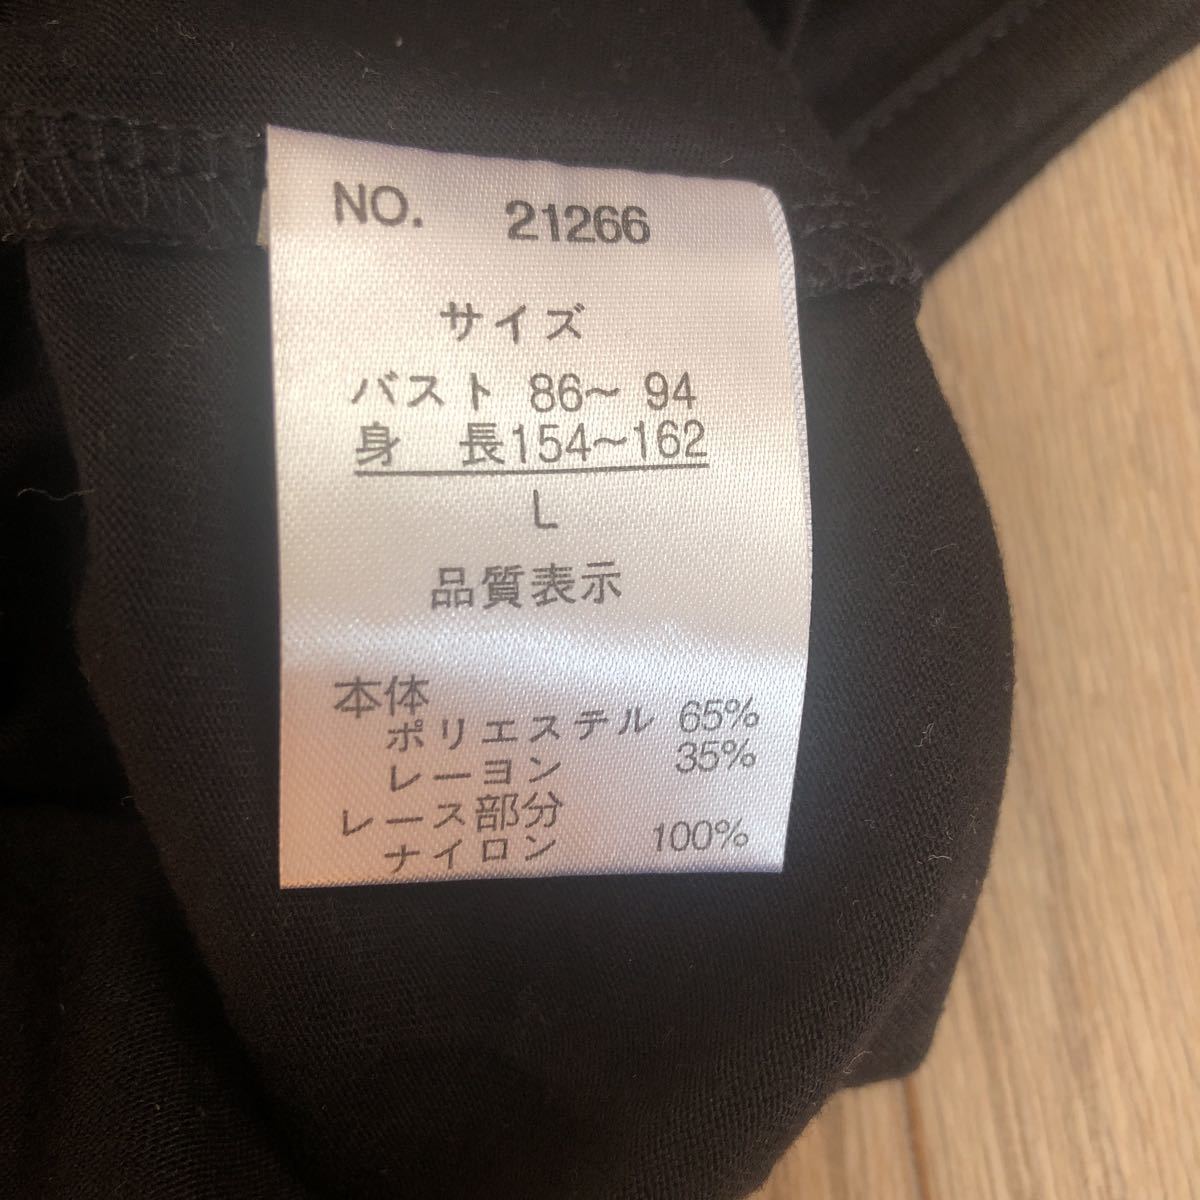 NO. 21266
サイズ
バスト 86～ 94
身 長154～162
L
品質表示
本体
ポリエステル 65%
レーヨン 35%
レース部分
ナイロン 100%